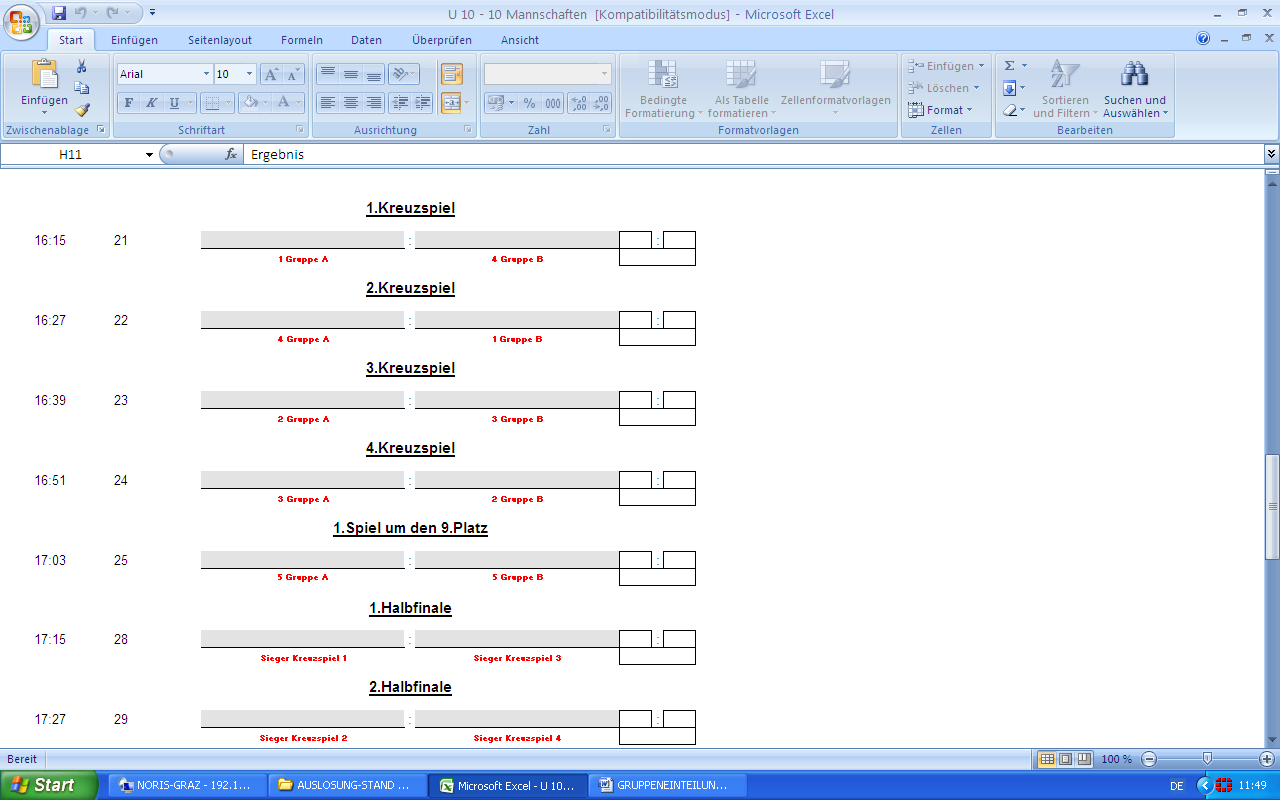 U 10 - 10 Mannschaften [Kompatibilitätsmodus] - Microsoft Excel
Start Einfügen Seitenlayout Formeln Daten Überprüfen Ansicht
Arial 10 A A
Einfügen F K U A % 000
Bedingte Formatierung Als Tabelle formatieren Zellenformatvorlagen
Einfügen Löschen Format
Σ Sortieren und Filtern Suchen und Auswählen
Zwischenablage Schriftart Ausrichtung Zahl Formatvorlagen Zellen Bearbeiten
H11 fx Ergebnis
1.Kreuzspiel
16:15 21 : :
1 Gruppe A 4 Gruppe B
2.Kreuzspiel
16:27 22 : :
4 Gruppe A 1 Gruppe B
3.Kreuzspiel
16:39 23 : :
2 Gruppe A 3 Gruppe B
4.Kreuzspiel
16:51 24 : :
3 Gruppe A 2 Gruppe B
1.Spiel um den 9.Platz
17:03 25 : :
5 Gruppe A 5 Gruppe B
1.Halbfinale
17:15 28 : :
Sieger Kreuzspiel 1 Sieger Kreuzspiel 3
2.Halbfinale
17:27 29 : :
Sieger Kreuzspiel 2 Sieger Kreuzspiel 4
Bereit 100 %
Start NORIS-GRAZ - 192.1... AUSLOSUNG-STAND ... Microsoft Excel - U 10... GRUPPENEINTEILUN... DE 11:49